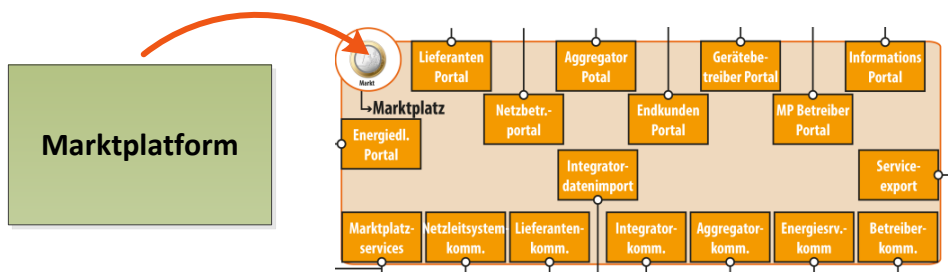 Marktplatform
Markt
Marktplatz
Lieferanten
Portal
Aggregator
Potal
Gerätebe-
treiber Portal
Informations
Portal
Netzbetr.-
portal
Endkunden
Portal
MP Betreiber
Portal
Energiedl.
Portal
Integrator-
datenimport
Service-
export
Marktplatz-
services
Netzleitsystem-
komm.
Lieferanten-
komm.
Integrator-
komm.
Aggregator-
komm.
Energiesrv.-
komm
Betreiber-
komm.